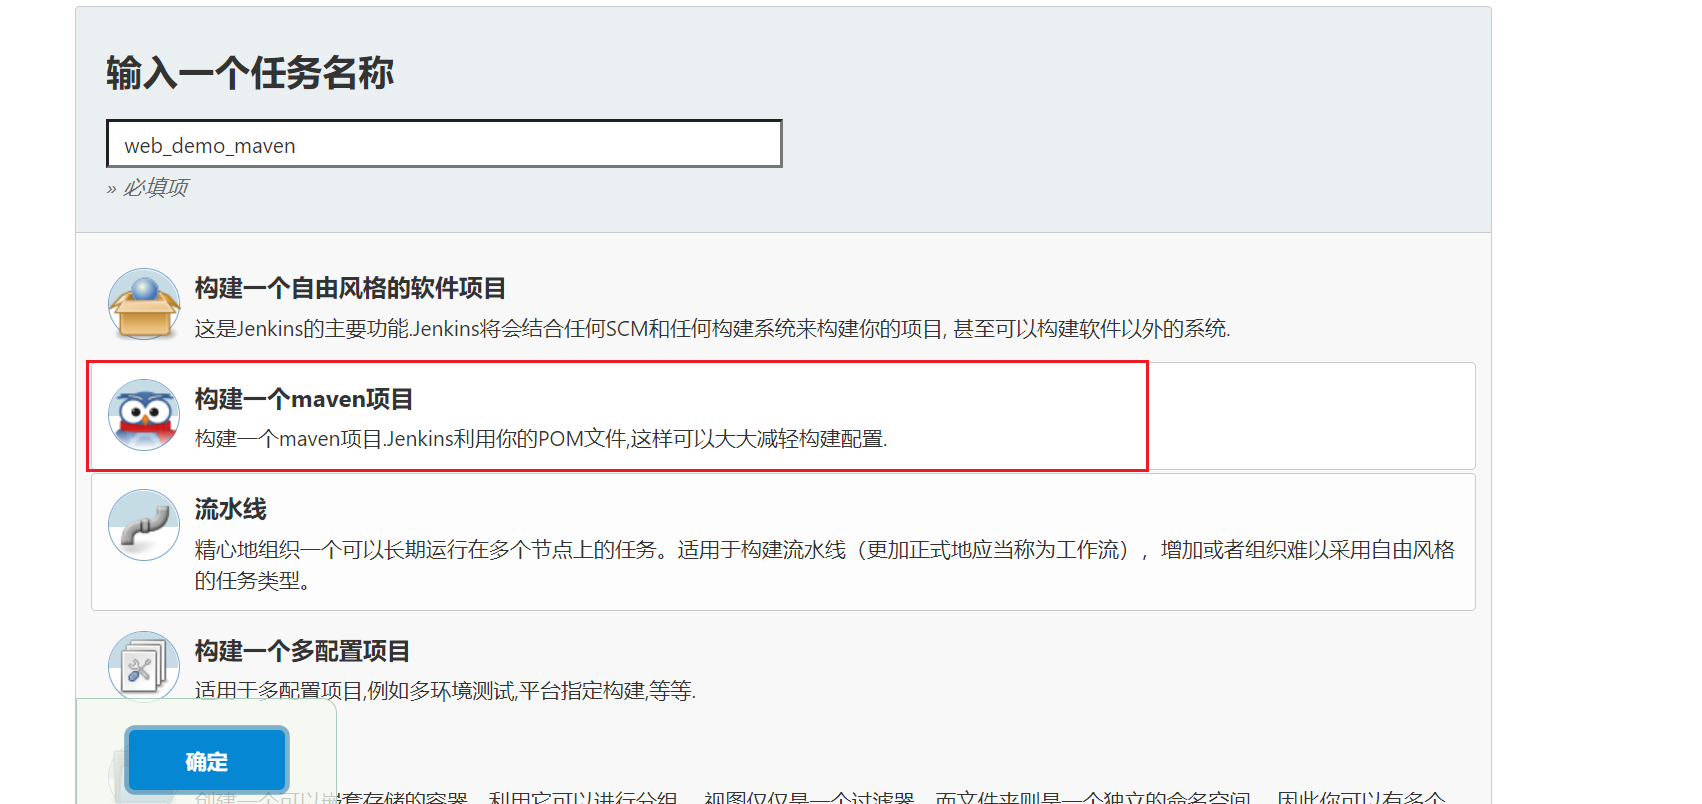 输入一个任务名称
web_demo_maven
» 必填项
构建一个自由风格的软件项目
这是Jenkins的主要功能.Jenkins将会结合任何SCM和任何构建系统来构建你的项目, 甚至可以构建软件以外的系统.
构建一个maven项目
构建一个maven项目.Jenkins利用你的POM文件,这样可以大大减轻构建配置.
流水线
精心地组织一个可以长期运行在多个节点上的任务。适用于构建流水线（更加正式地应当称为工作流），增加或者组织难以采用自由风格
的任务类型。
构建一个多配置项目
适用于多配置项目,例如多环境测试,平台指定构建,等等.
确定
创建一个可以嵌套存储的容器。利用它可以进行分组。 视图仅仅是一个过滤器，而文件夹则是一个独立的命名空间， 因此你可以有多个